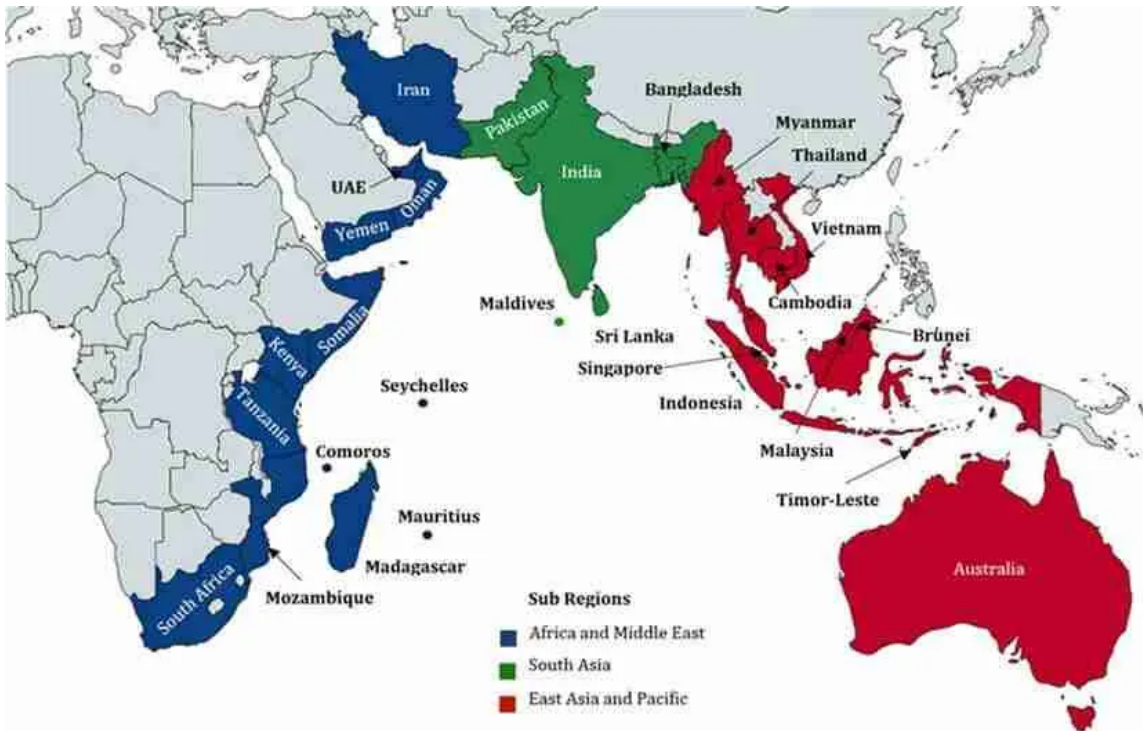 Iran
Pakistan
Bangladesh
Myanmar
Thailand
India
UAE
Oman
Yemen
Vietnam
Maldives
Cambodia
Somalia
Sri Lanka
Brunei
Kenya
Singapore
Seychelles
Indonesia
Tanzania
Comoros
Malaysia
Timor-Leste
Mauritius
Madagascar
Australia
South Africa
Mozambique
Sub Regions
Africa and Middle East
South Asia
East Asia and Pacific